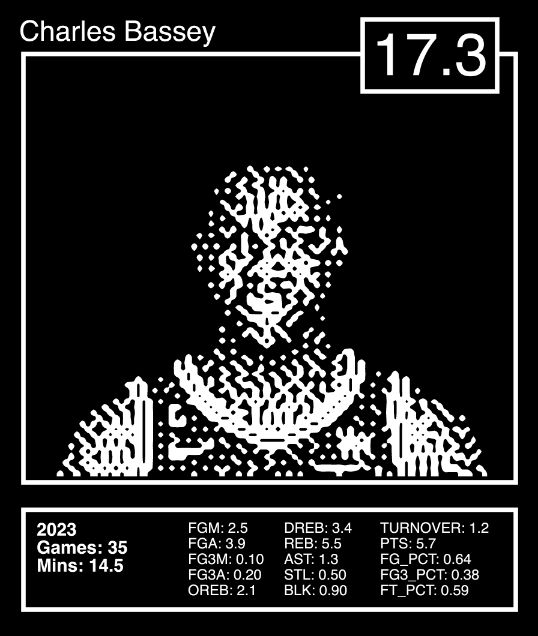 Charles Bassey
17.3
2023
Games: 35
Mins: 14.5
FGM: 2.5
FGA: 3.9
FG3M: 0.10
FG3A: 0.20
OREB: 2.1
DREB: 3.4
REB: 5.5
AST: 1.3
STL: 0.50
BLK: 0.90
TURNOVER: 1.2
PTS: 5.7
FG_PCT: 0.64
FG3_PCT: 0.38
FT_PCT: 0.59